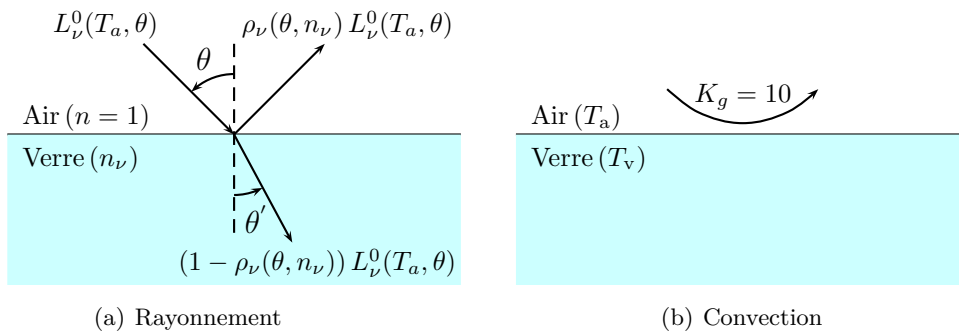 L⁰_ν(T_a, θ)
ρ_ν(θ, n_ν) L⁰_ν(T_a, θ)
θ
Air (n = 1)
Verre (n_ν)
θ′
(1 − ρ_ν(θ, n_ν)) L⁰_ν(T_a, θ)
(a) Rayonnement
K_g = 10
Air (T_a)
Verre (T_v)
(b) Convection